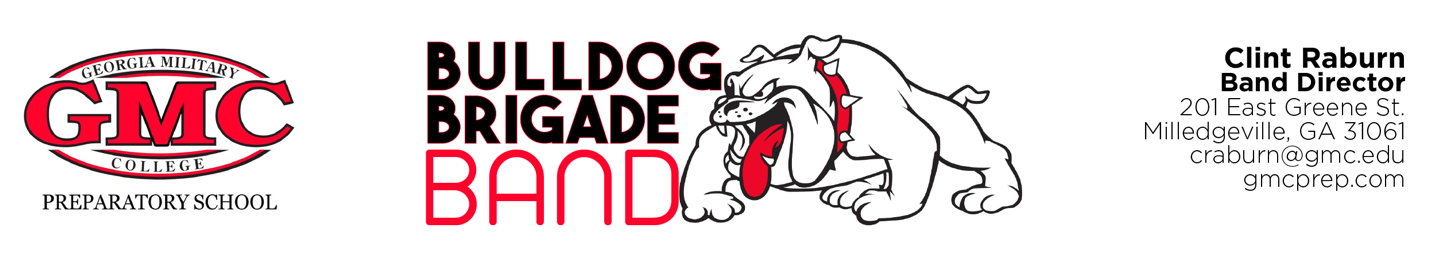 GEORGIA MILITARY
GMC
COLLEGE
PREPARATORY SCHOOL
BULLDOG
BRIGADE
BAND
Clint Raburn
Band Director
201 East Greene St.
Milledgeville, GA 31061
craburn@gmc.edu
gmcprep.com